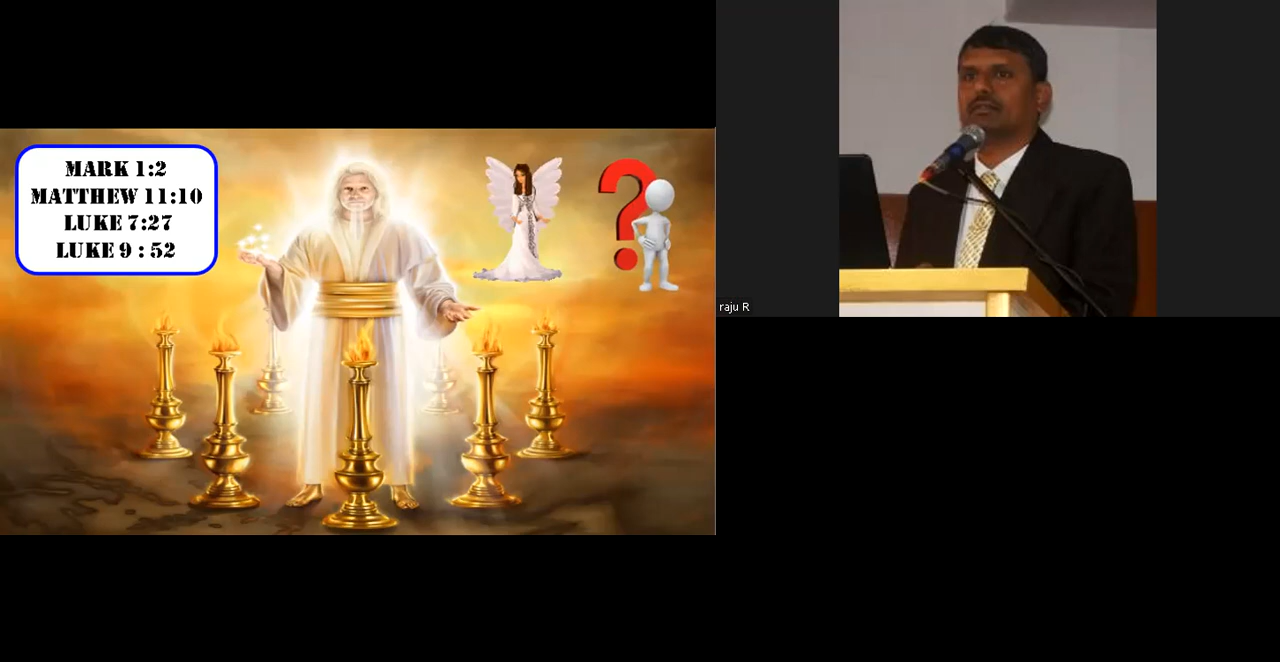 MARK 1:2
MATTHEW 11:10
LUKE 7:27
LUKE 9 : 52
raju R